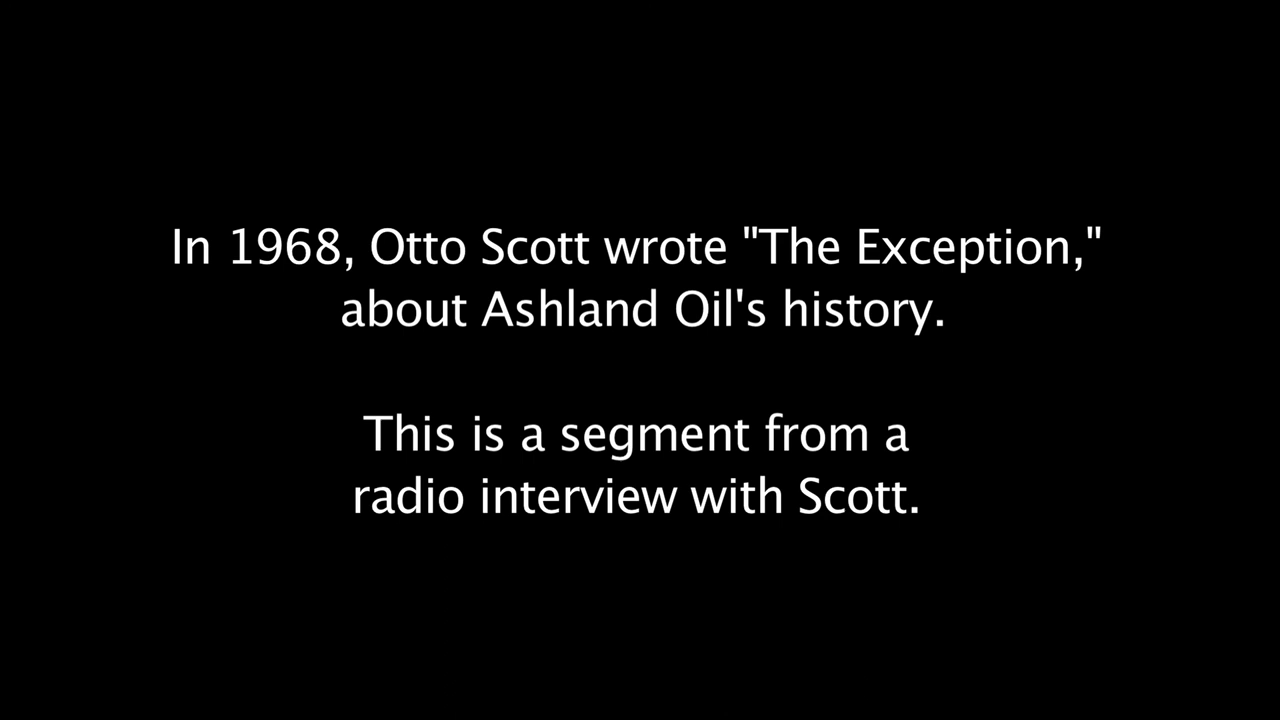 In 1968, Otto Scott wrote "The Exception,"
about Ashland Oil's history.
This is a segment from a
radio interview with Scott.